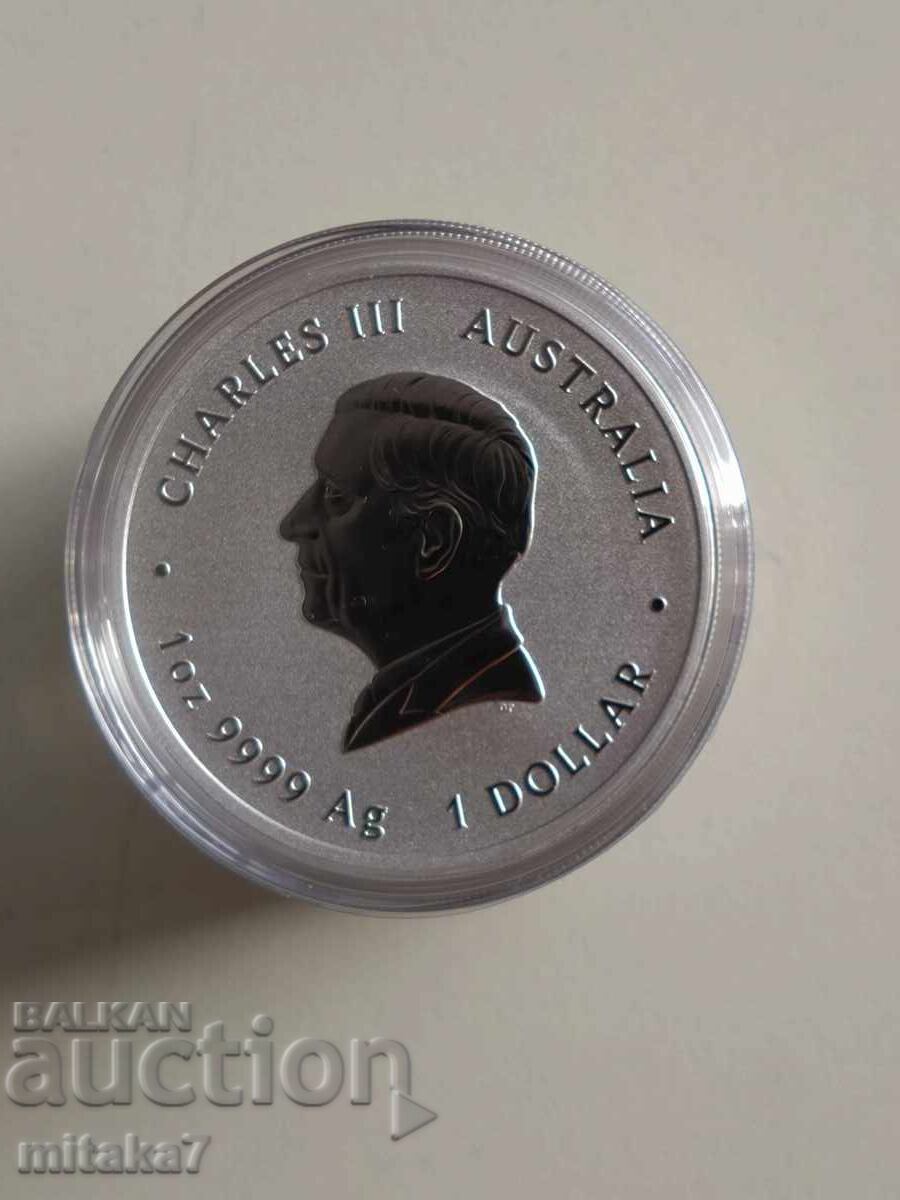 CHARLES III AUSTRALIA
• 1oz 9999 Ag 1 DOLLAR •
BALKAN
auction
mitaka7